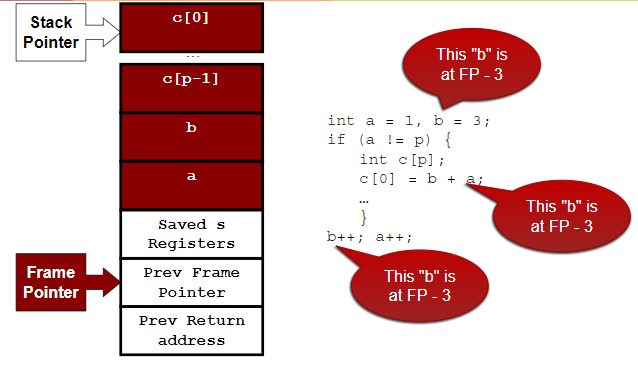 Stack
Pointer
c[0]
...
c[p-1]
b
a
Saved s
Registers
Frame
Pointer
Prev Frame
Pointer
Prev Return
address
This "b" is
at FP - 3
int a = 1, b = 3;
if (a != p) {
int c[p];
c[0] = b + a;
…
}
b++; a++;
This "b" is
at FP - 3
This "b" is
at FP - 3